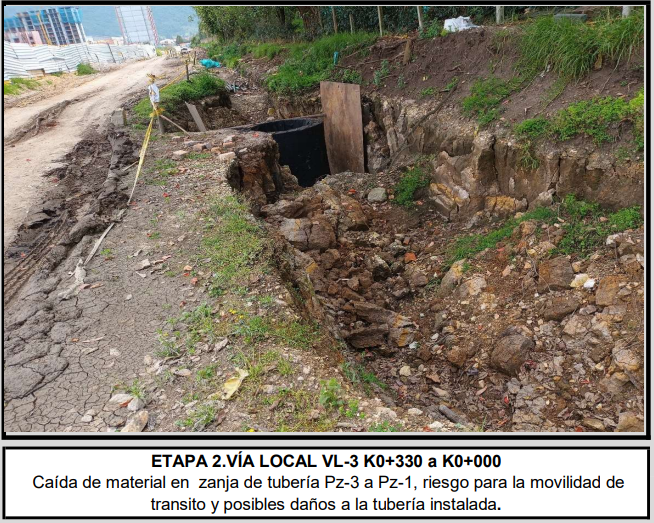 ETAPA 2.VÍA LOCAL VL-3 K0+330 a K0+000
Caída de material en zanja de tubería Pz-3 a Pz-1, riesgo para la movilidad de
transito y posibles daños a la tubería instalada.